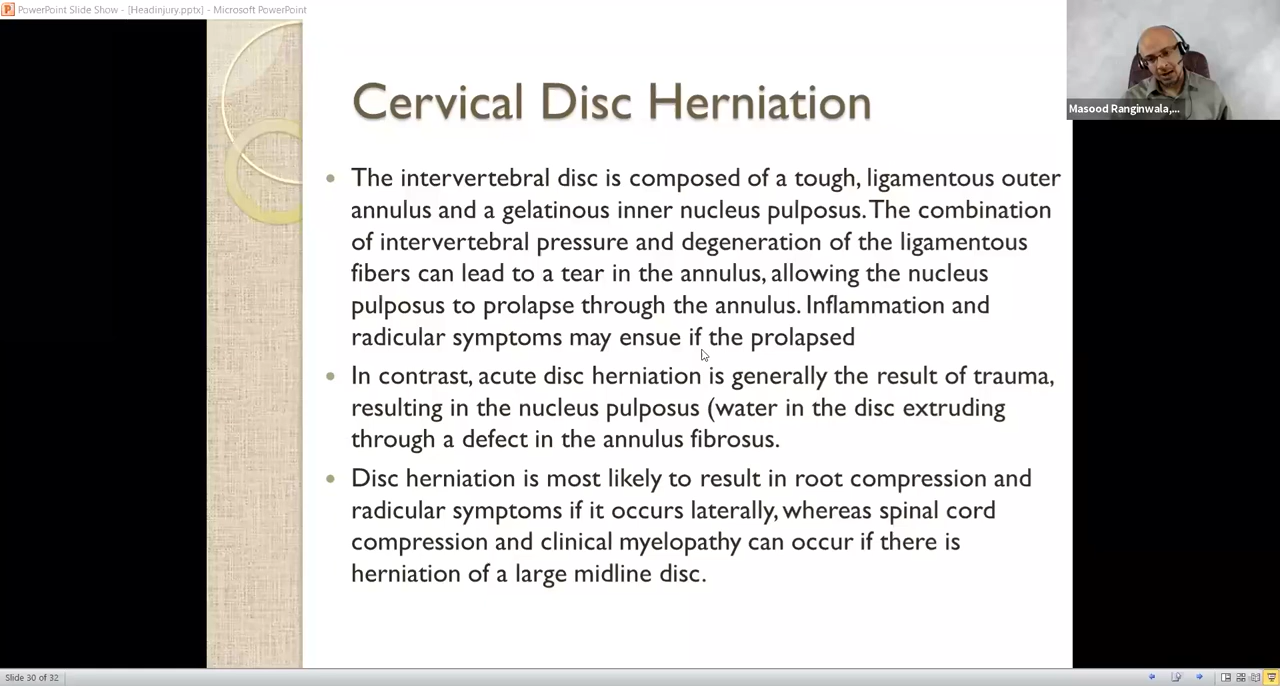 PowerPoint Slide Show - [Headinjury.pptx] - Microsoft PowerPoint
Masood Ranginwala,...
Cervical Disc Herniation
The intervertebral disc is composed of a tough, ligamentous outer
annulus and a gelatinous inner nucleus pulposus. The combination
of intervertebral pressure and degeneration of the ligamentous
fibers can lead to a tear in the annulus, allowing the nucleus
pulposus to prolapse through the annulus. Inflammation and
radicular symptoms may ensue if the prolapsed
In contrast, acute disc herniation is generally the result of trauma,
resulting in the nucleus pulposus (water in the disc extruding
through a defect in the annulus fibrosus.
Disc herniation is most likely to result in root compression and
radicular symptoms if it occurs laterally, whereas spinal cord
compression and clinical myelopathy can occur if there is
herniation of a large midline disc.
Slide 30 of 32